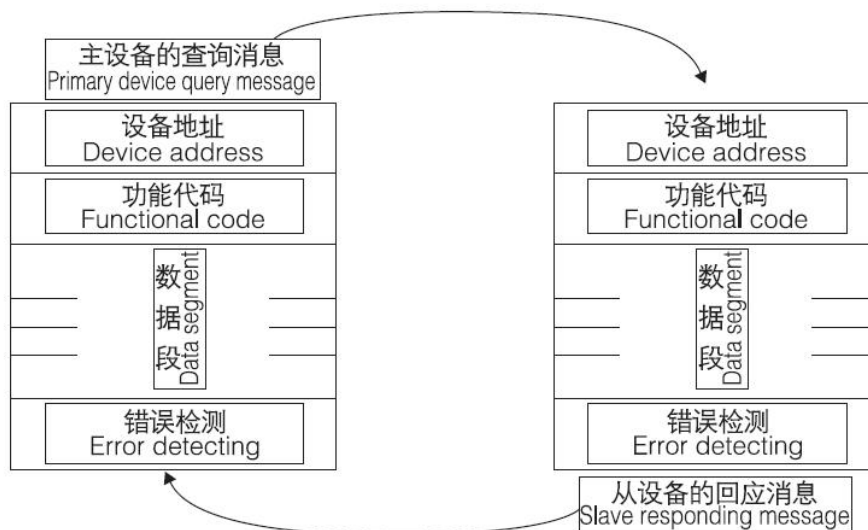 主设备的查询消息
Primary device query message
设备地址
Device address
功能代码
Functional code
数据段
Data segment
错误检测
Error detecting
设备地址
Device address
功能代码
Functional code
数据段
Data segment
错误检测
Error detecting
从设备的回应消息
Slave responding message